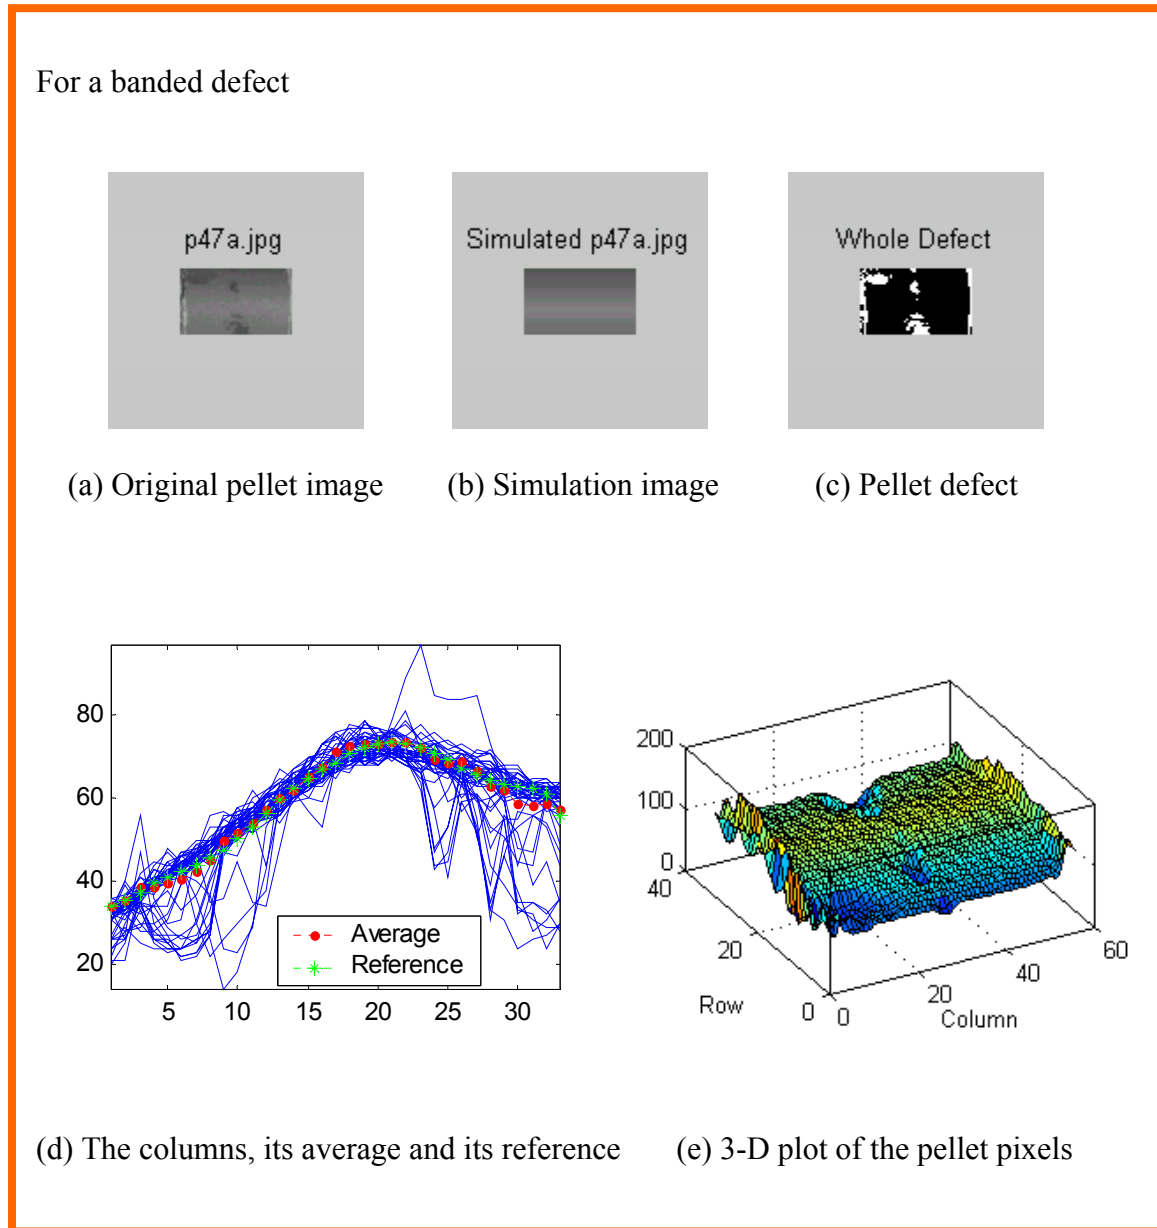 For a banded defect
p47a.jpg
Simulated p47a.jpg
Whole Defect
(a) Original pellet image
(b) Simulation image
(c) Pellet defect
80
60
40
20
5
10
15
20
25
30
Average
Reference
200
100
0
40
20
0
0
20
40
60
Row
Column
(d) The columns, its average and its reference
(e) 3-D plot of the pellet pixels